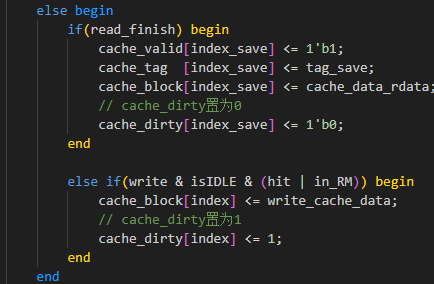 else begin
if(read_finish) begin
cache_valid[index_save] <= 1'b1;
cache_tag  [index_save] <= tag_save;
cache_block[index_save] <= cache_data_rdata;
// cache_dirty置为0
cache_dirty[index_save] <= 1'b0;
end
else if(write & isIDLE & (hit | in_RM)) begin
cache_block[index] <= write_cache_data;
// cache_dirty置为1
cache_dirty[index] <= 1;
end
end